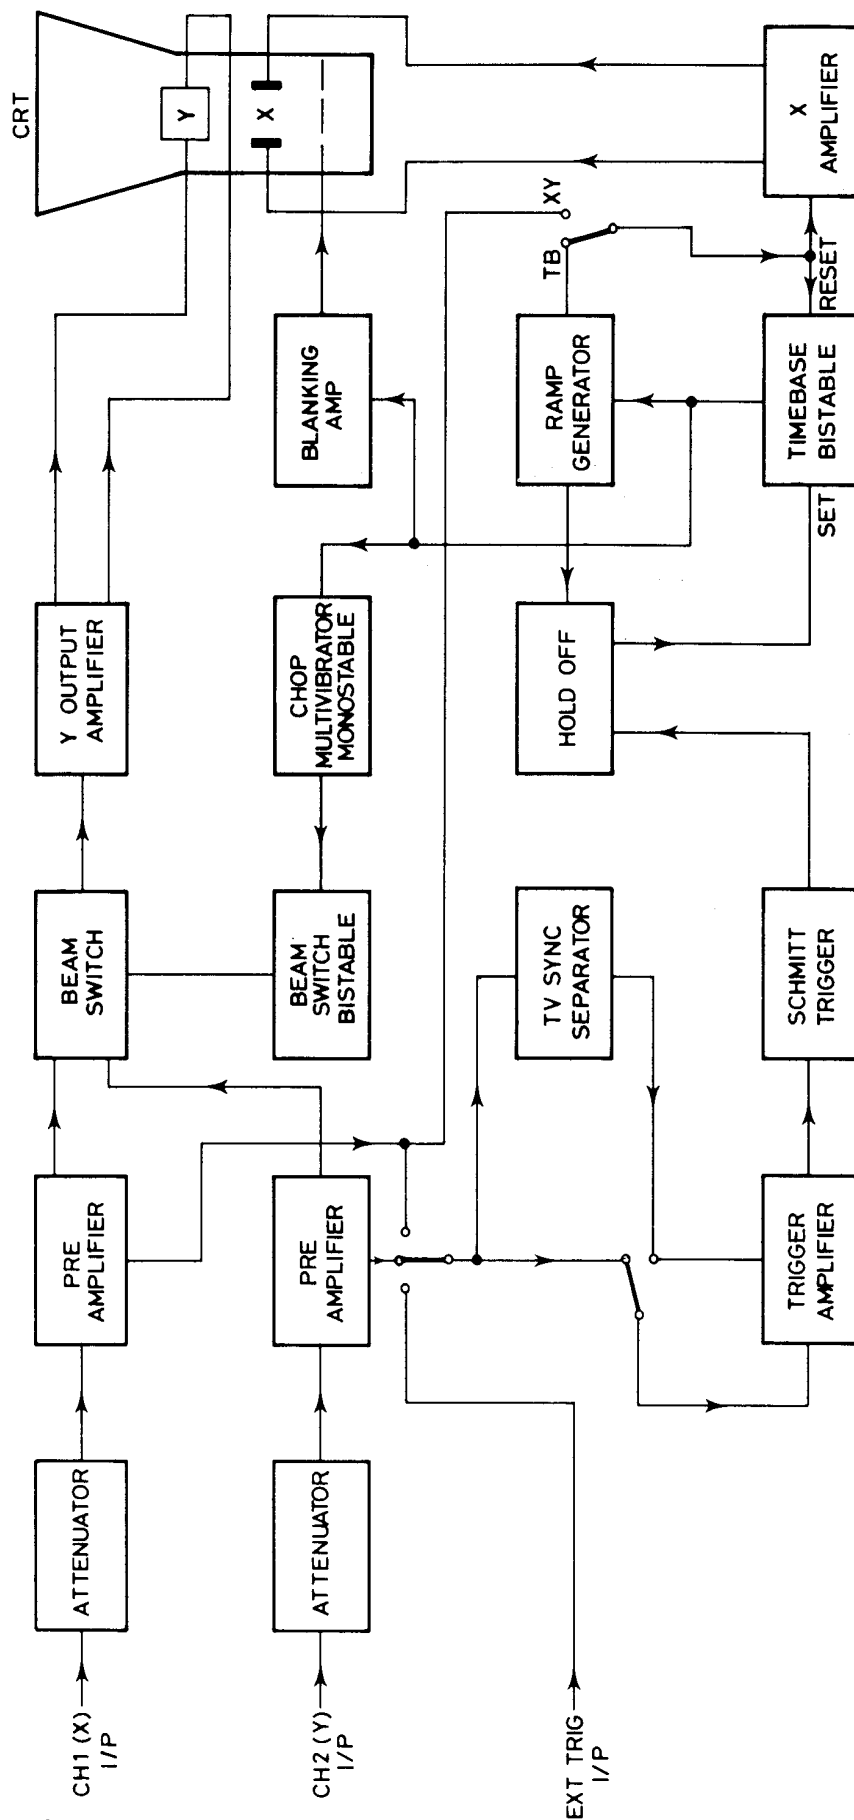 CH1 (X)
I/P
ATTENUATOR
PRE
AMPLIFIER
BEAM
SWITCH
Y OUTPUT
AMPLIFIER
CRT
Y
X
CH2 (Y)
I/P
ATTENUATOR
PRE
AMPLIFIER
BEAM
SWITCH
BISTABLE
CHOP
MULTIVIBRATOR
MONOSTABLE
BLANKING
AMP
EXT TRIG
I/P
TV SYNC
SEPARATOR
HOLD OFF
RAMP
GENERATOR
TB
XY
TRIGGER
AMPLIFIER
SCHMITT
TRIGGER
SET
TIMEBASE
BISTABLE
RESET
X
AMPLIFIER